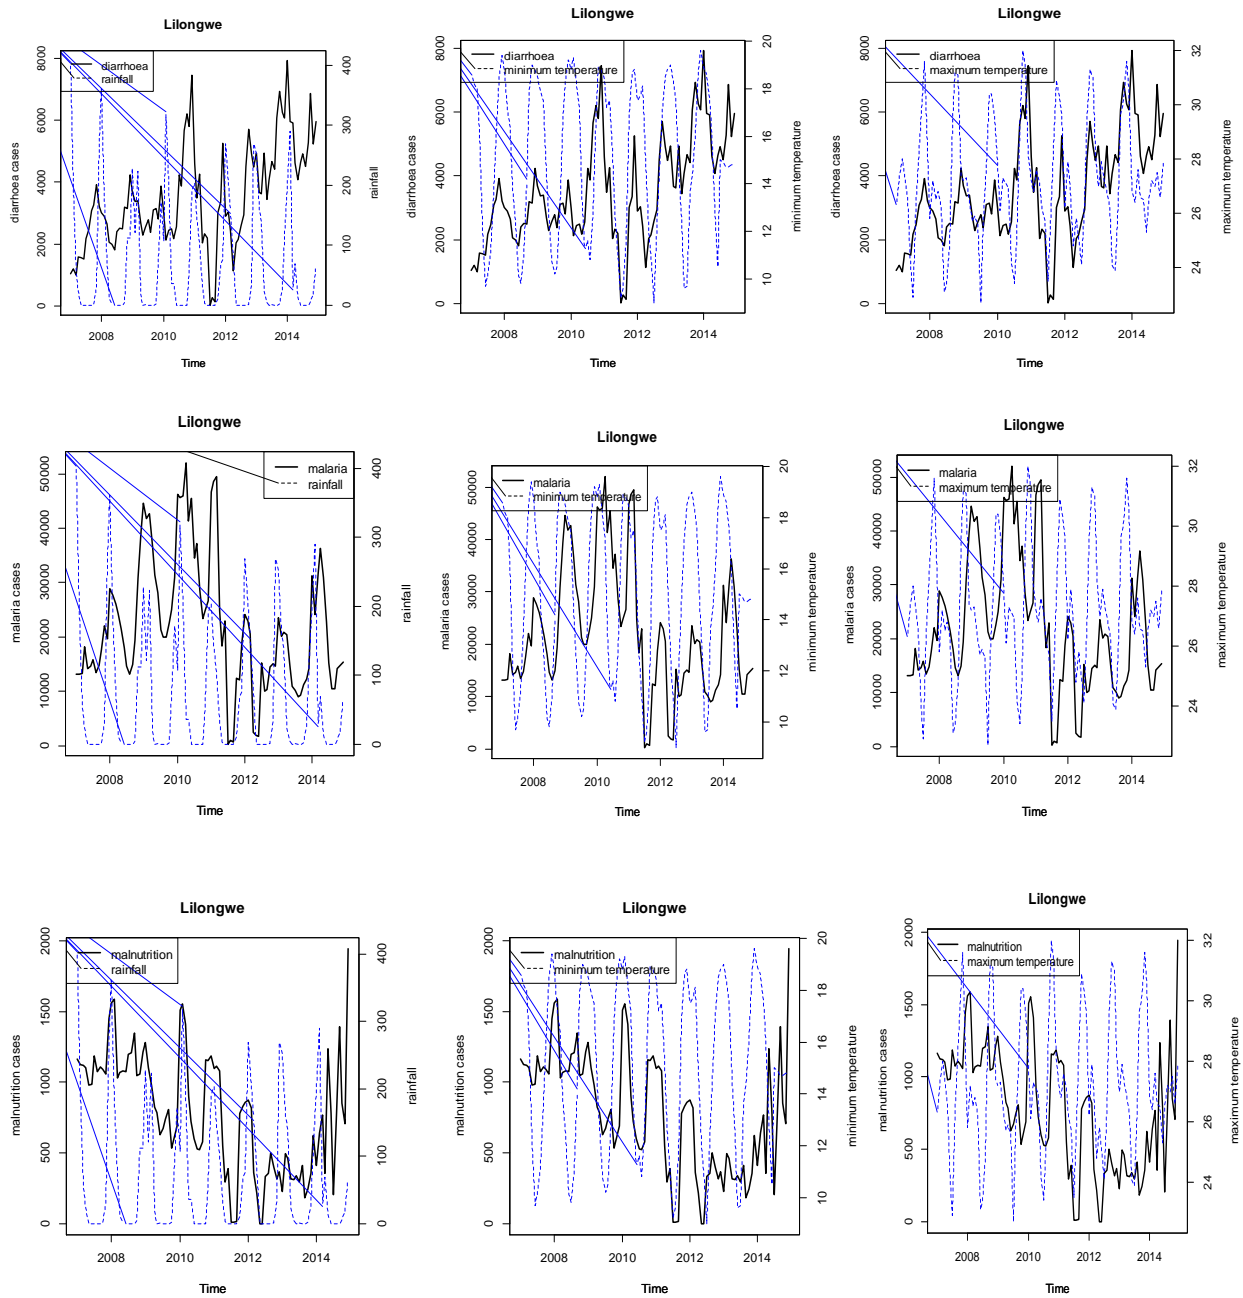 Lilongwe
diarrhoea
rainfall
diarrhoea cases
0 2000 4000 6000 8000
rainfall
0 100 200 300 400
2008 2010 2012 2014
Time
Lilongwe
diarrhoea
minimum temperature
diarrhoea cases
0 2000 4000 6000 8000
minimum temperature
10 12 14 16 18 20
2008 2010 2012 2014
Time
Lilongwe
diarrhoea
maximum temperature
diarrhoea cases
0 2000 4000 6000 8000
maximum temperature
24 26 28 30 32
2008 2010 2012 2014
Time
Lilongwe
malaria
rainfall
malaria cases
0 10000 20000 30000 40000 50000
rainfall
0 100 200 300 400
2008 2010 2012 2014
Time
Lilongwe
malaria
minimum temperature
malaria cases
0 10000 20000 30000 40000 50000
minimum temperature
10 12 14 16 18 20
2008 2010 2012 2014
Time
Lilongwe
malaria
maximum temperature
malaria cases
0 10000 20000 30000 40000 50000
maximum temperature
24 26 28 30 32
2008 2010 2012 2014
Time
Lilongwe
malnutrition
rainfall
malnutrition cases
0 500 1000 1500 2000
rainfall
0 100 200 300 400
2008 2010 2012 2014
Time
Lilongwe
malnutrition
minimum temperature
malnutrition cases
0 500 1000 1500 2000
minimum temperature
10 12 14 16 18 20
2008 2010 2012 2014
Time
Lilongwe
malnutrition
maximum temperature
malnutrition cases
0 500 1000 1500 2000
maximum temperature
24 26 28 30 32
2008 2010 2012 2014
Time